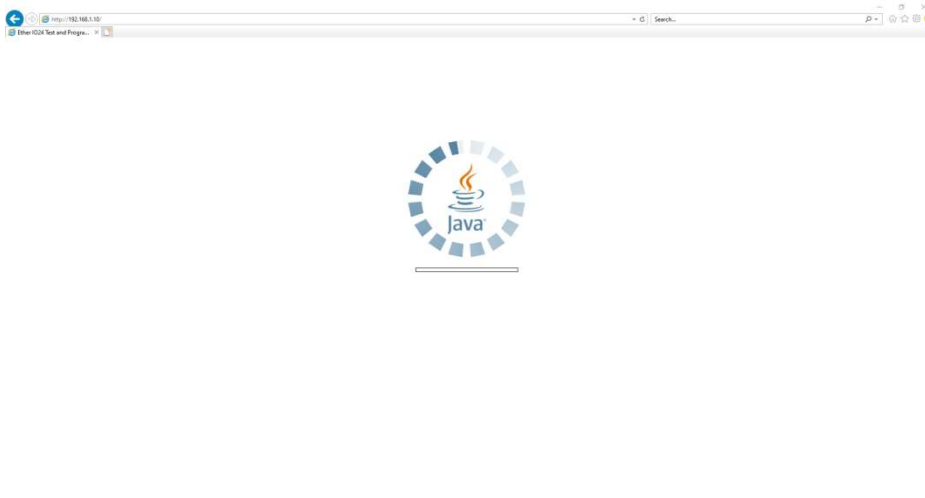 http://192.168.1.10/
Search...
Ether IO24 Test and Progra...
Java